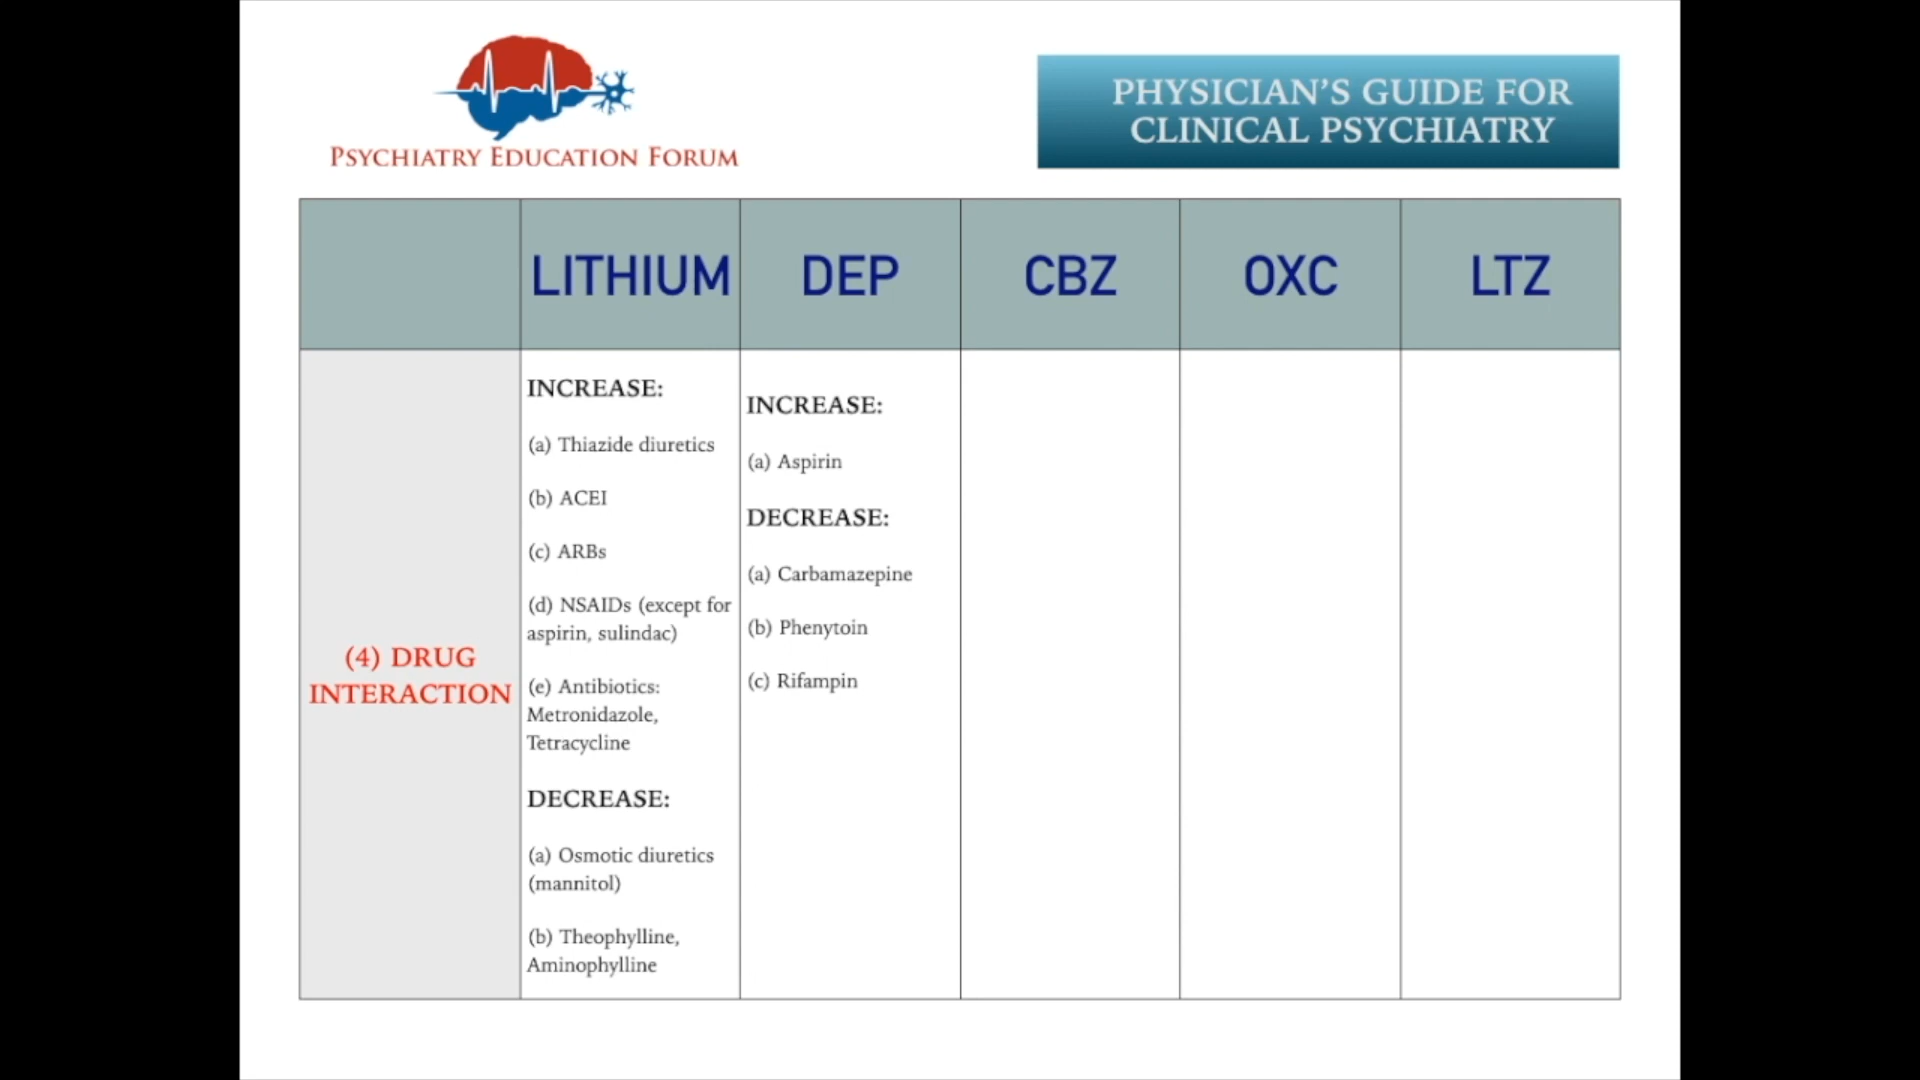 PSYCHIATRY EDUCATION FORUM
PHYSICIAN'S GUIDE FOR
CLINICAL PSYCHIATRY
LITHIUM
DEP
CBZ
OXC
LTZ
(4) DRUG
INTERACTION
INCREASE:
(a) Thiazide diuretics
(b) ACEI
(c) ARBs
(d) NSAIDs (except for
aspirin, sulindac)
(e) Antibiotics:
Metronidazole,
Tetracycline
DECREASE:
(a) Osmotic diuretics
(mannitol)
(b) Theophylline,
Aminophylline
INCREASE:
(a) Aspirin
DECREASE:
(a) Carbamazepine
(b) Phenytoin
(c) Rifampin